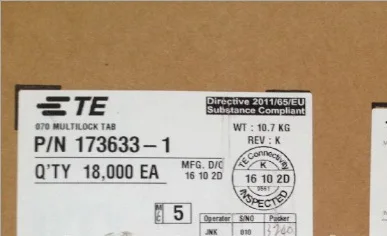 TE
Directive 2011/65/EU
Substance Compliant
070 MULTILOCK TAB
WT : 10.7 KG
REV : K
P/N 173633-1
Q'TY 18,000 EA
MFG. D/C
16 10 2D
TE Connectivity
K
16 10 2D
INSPECTED
M/C 5
Operator S/NO Packer
JNK 010